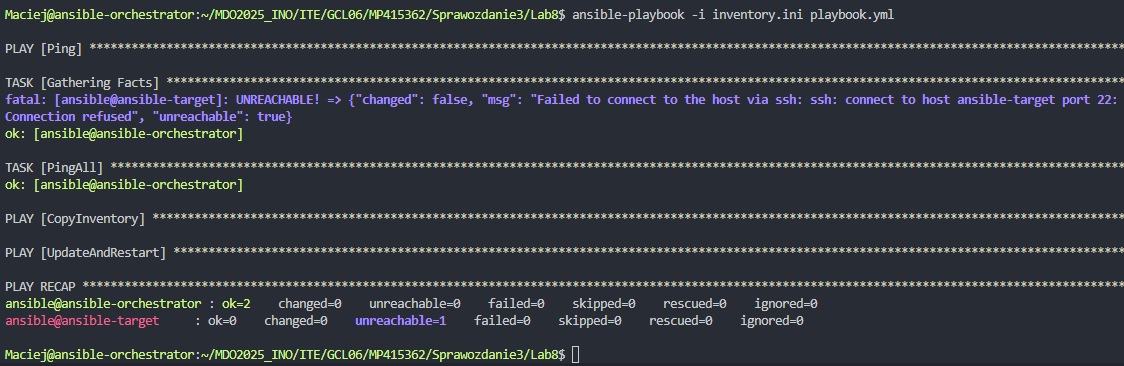 Maciej@ansible-orchestrator:~/MDO2025_INO/ITE/GCL06/MP415362/Sprawozdanie3/Lab8$ ansible-playbook -i inventory.ini playbook.yml
PLAY [Ping] ****************************************************************************************************************************************************
TASK [Gathering Facts] *****************************************************************************************************************************************
fatal: [ansible@ansible-target]: UNREACHABLE! => {"changed": false, "msg": "Failed to connect to the host via ssh: ssh: connect to host ansible-target port 22:
Connection refused", "unreachable": true}
ok: [ansible@ansible-orchestrator]
TASK [PingAll] *************************************************************************************************************************************************
ok: [ansible@ansible-orchestrator]
PLAY [CopyInventory] *******************************************************************************************************************************************
PLAY [UpdateAndRestart] ****************************************************************************************************************************************
PLAY RECAP *****************************************************************************************************************************************************
ansible@ansible-orchestrator : ok=2    changed=0    unreachable=0    failed=0    skipped=0    rescued=0    ignored=0
ansible@ansible-target     : ok=0    changed=0    unreachable=1    failed=0    skipped=0    rescued=0    ignored=0
Maciej@ansible-orchestrator:~/MDO2025_INO/ITE/GCL06/MP415362/Sprawozdanie3/Lab8$